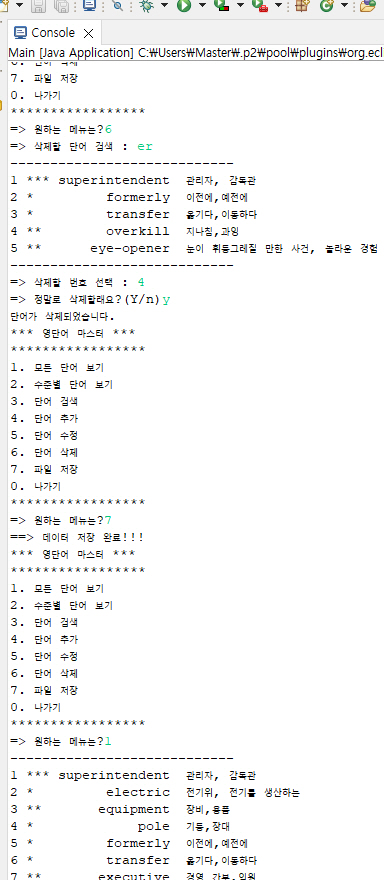 Console
Main [Java Application] C:₩Users₩Master₩.p2₩pool₩plugins₩org.ecl
6. 단어 삭제
7. 파일 저장
0. 나가기
*****************
=> 원하는 메뉴는?6
=> 삭제할 단어 검색 : er
----------------------------
1 *** superintendent 관리자, 감독관
2 * formerly 이전에,예전에
3 * transfer 옮기다,이동하다
4 ** overkill 지나침,과잉
5 ** eye-opener 눈이 휘둥그레질 만한 사건, 놀라운 경험
----------------------------
=> 삭제할 번호 선택 : 4
=> 정말로 삭제할래요?(Y/n)y
단어가 삭제되었습니다.
*** 영단어 마스터 ***
*****************
1. 모든 단어 보기
2. 수준별 단어 보기
3. 단어 검색
4. 단어 추가
5. 단어 수정
6. 단어 삭제
7. 파일 저장
0. 나가기
*****************
=> 원하는 메뉴는?7
==> 데이터 저장 완료!!!
*** 영단어 마스터 ***
*****************
1. 모든 단어 보기
2. 수준별 단어 보기
3. 단어 검색
4. 단어 추가
5. 단어 수정
6. 단어 삭제
7. 파일 저장
0. 나가기
*****************
=> 원하는 메뉴는?1
----------------------------
1 *** superintendent 관리자, 감독관
2 * electric 전기위, 전기를 생산하는
3 ** equipment 장비,용품
4 * pole 기둥,장대
5 * formerly 이전에,예전에
6 * transfer 옮기다,이동하다
7 ** executive 경영 간부,임원